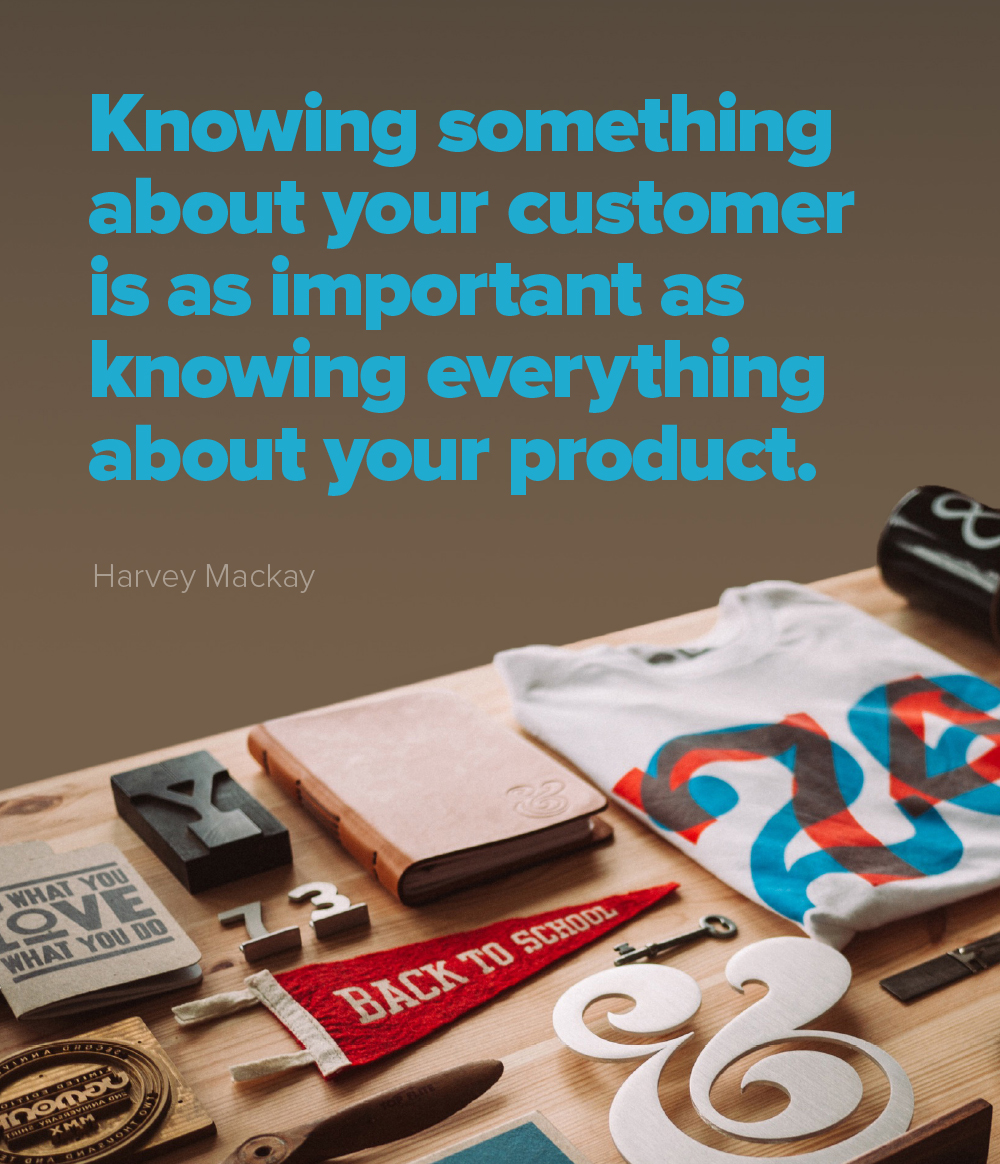 Knowing something
about your customer
is as important as
knowing everything
about your product.
Harvey Mackay
Y
WHAT YOU
LOVE
WHAT YOU DO
7 3
BACK TO SCHOOL
&